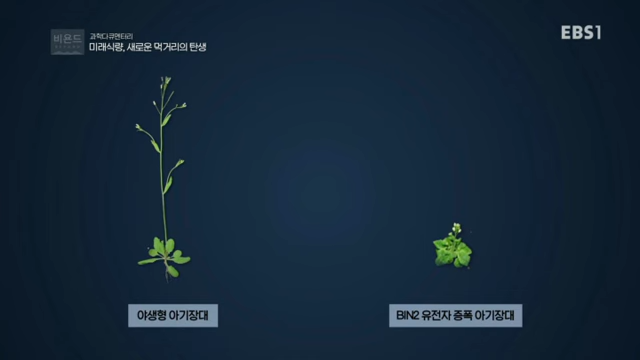 비욘드
과학다큐멘터리
미래식량, 새로운 먹거리의 탄생
EBS1
야생형 아기장대
BIN2 유전자 증폭 아기장대